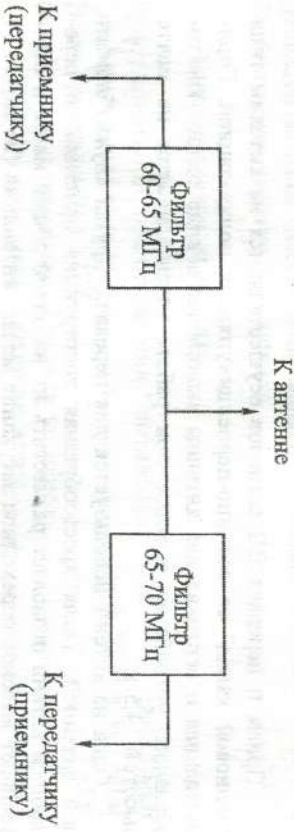 К антенне
Фильтр
60-65 МГц
Фильтр
65-70 МГц
К приемнику
(передатчику)
К передатчику
(приемнику)